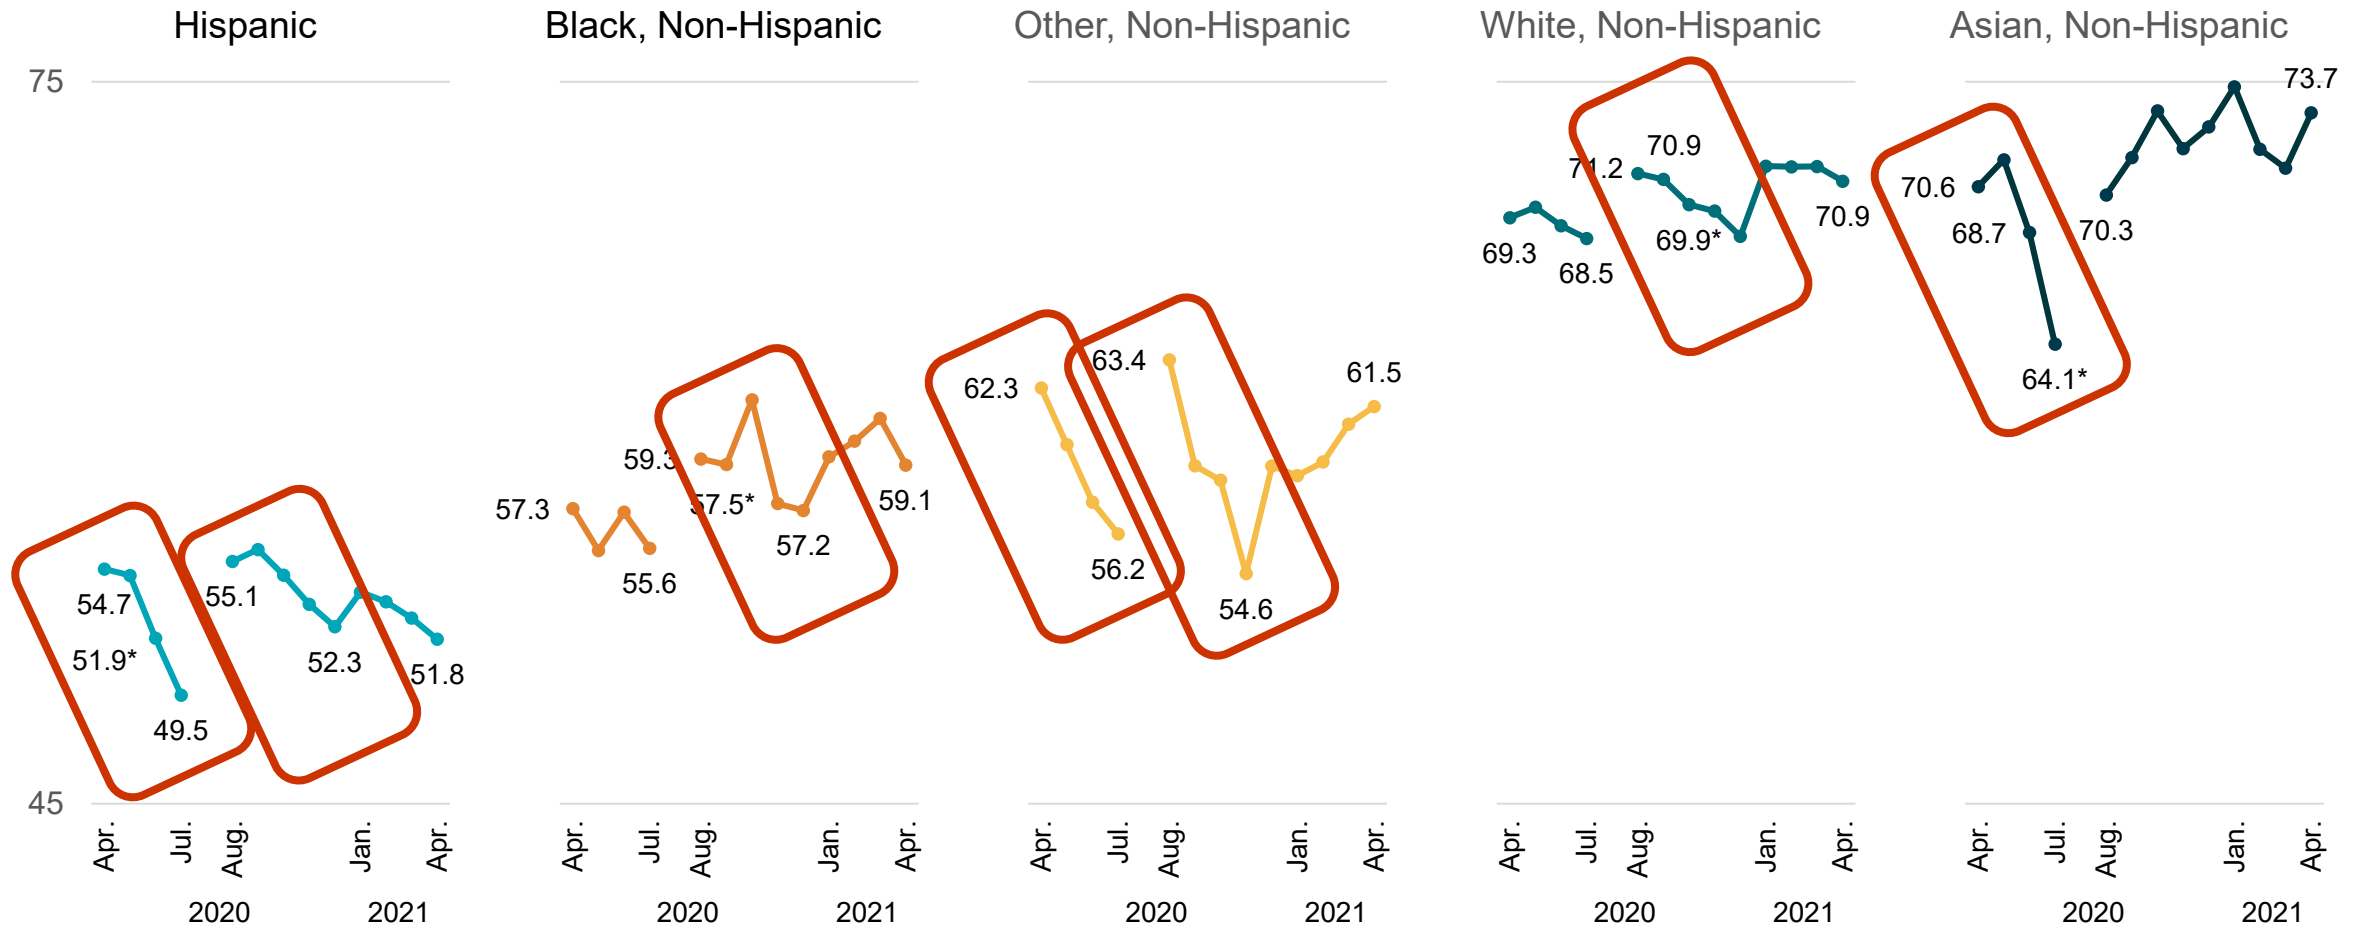 Hispanic
Black, Non-Hispanic
Other, Non-Hispanic
White, Non-Hispanic
Asian, Non-Hispanic
75
45
54.7
51.9*
49.5
55.1
52.3
51.8
57.3
55.6
59.3
57.5*
57.2
59.1
62.3
56.2
63.4
54.6
61.5
69.3
68.5
71.2
70.9
69.9*
70.9
70.6
68.7
64.1*
70.3
73.7
Apr.
Jul.
Aug.
Jan.
Apr.
Apr.
Jul.
Aug.
Jan.
Apr.
Apr.
Jul.
Aug.
Jan.
Apr.
Apr.
Jul.
Aug.
Jan.
Apr.
Apr.
Jul.
Aug.
Jan.
Apr.
2020 2021
2020 2021
2020 2021
2020 2021
2020 2021